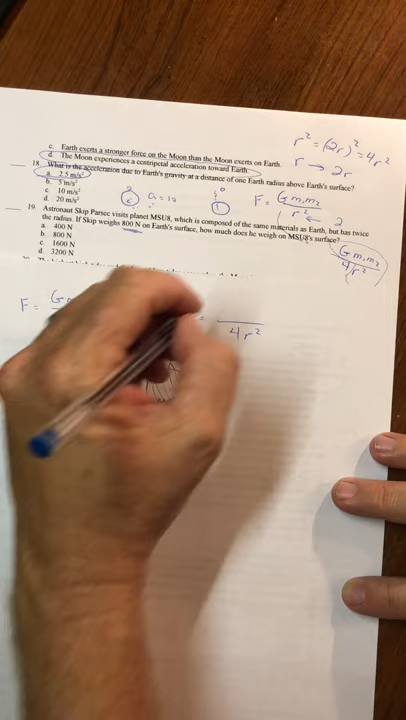 r² = (2r)² = 4r²
r → 2r
c. Earth exerts a stronger force on the Moon than the Moon exerts on Earth.
d. The Moon experiences a centripetal acceleration toward Earth.
18. What is the acceleration due to Earth's gravity at a distance of one Earth radius above Earth's surface?
a. 2.5 m/s²
b. 5 m/s²
c. 10 m/s²
d. 20 m/s²
a = 10
F = Gm₁m₂
r²
2
19. Astronaut Skip Parsec visits planet MSU8, which is composed of the same materials as Earth, but has twice
the radius. If Skip weighs 800 N on Earth's surface, how much does he weigh on MSU8's surface?
a. 400 N
b. 800 N
c. 1600 N
d. 3200 N
Gm₁m₂
4r²
F = Gm
=
4r²